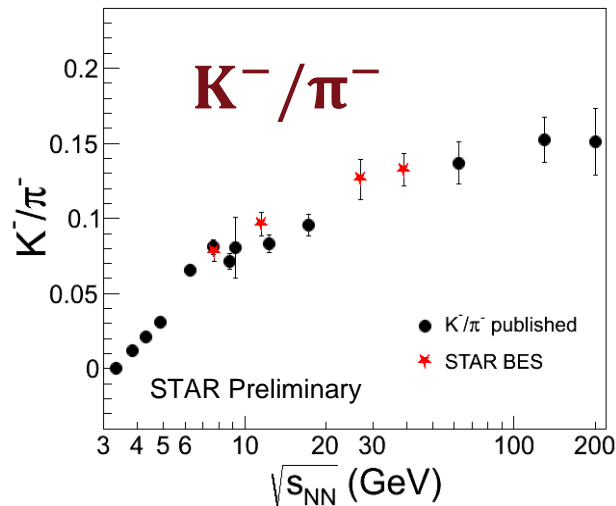 K⁻/π⁻
0.2
0.15
0.1
0.05
0
K⁻/π⁻
K⁻/π⁻ published
STAR BES
STAR Preliminary
3 4 5 6 10 20 30 100 200
√sNN (GeV)